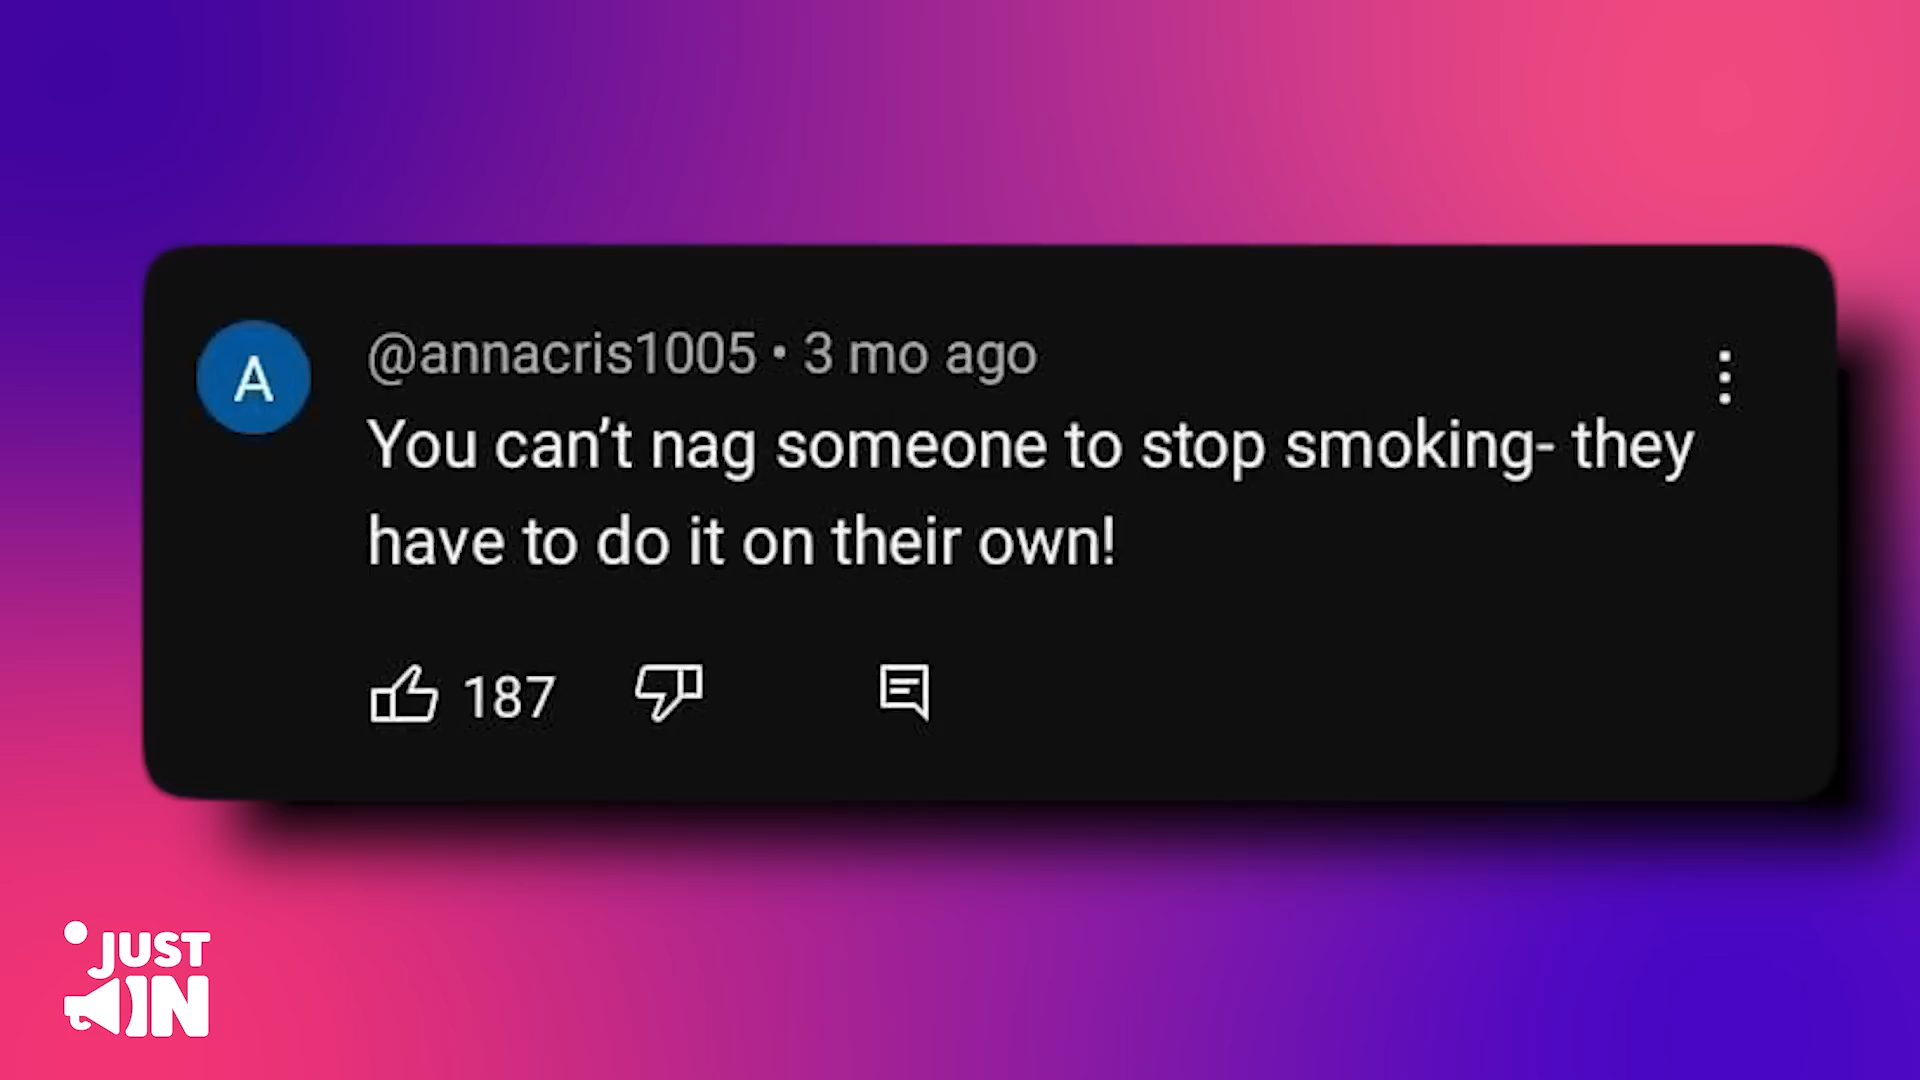 A
@annacris1005 • 3 mo ago
You can’t nag someone to stop smoking- they
have to do it on their own!
187
JUST
IN